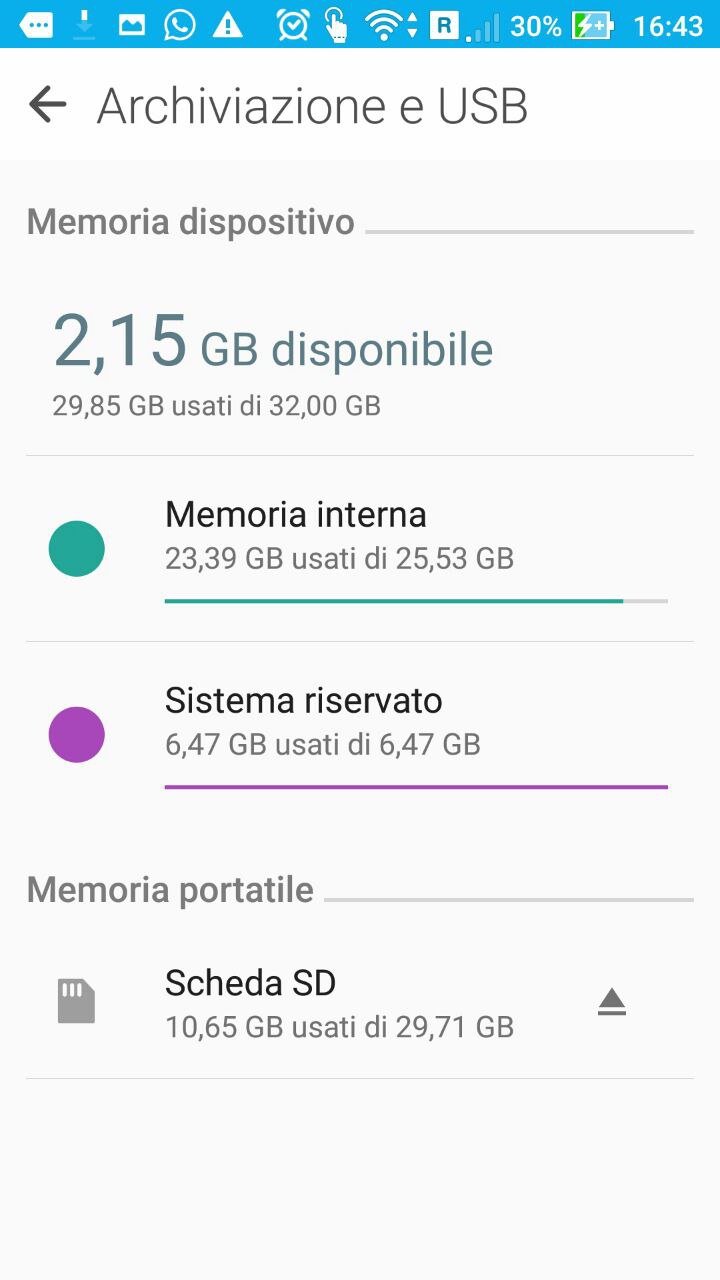 R 30% 16:43
Archiviazione e USB
Memoria dispositivo
2,15 GB disponibile
29,85 GB usati di 32,00 GB
Memoria interna
23,39 GB usati di 25,53 GB
Sistema riservato
6,47 GB usati di 6,47 GB
Memoria portatile
Scheda SD
10,65 GB usati di 29,71 GB